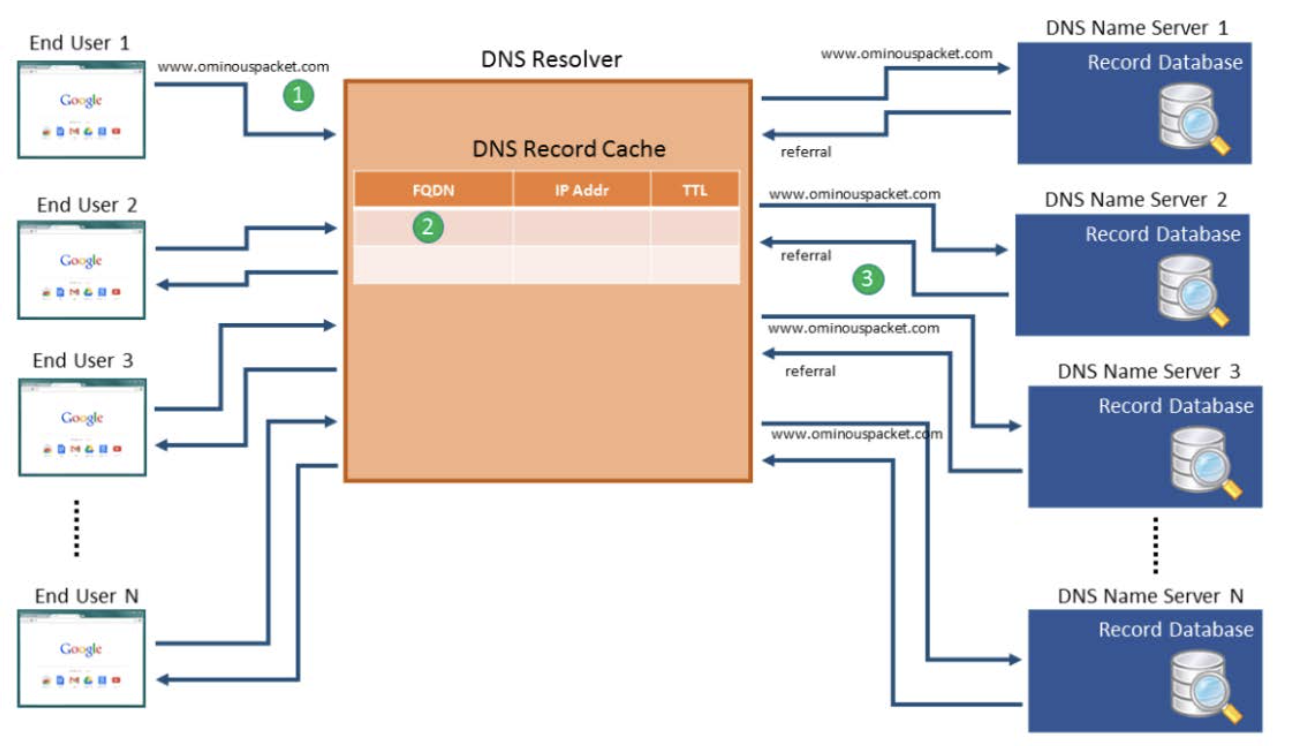 End User 1
www.ominouspacket.com
1
End User 2
End User 3
End User N
Google
Google
Google
Google
DNS Resolver
DNS Record Cache
FQDN IP Addr TTL
2
www.ominouspacket.com
referral
www.ominouspacket.com
referral
3
www.ominouspacket.com
referral
www.ominouspacket.com
DNS Name Server 1
Record Database
DNS Name Server 2
Record Database
DNS Name Server 3
Record Database
DNS Name Server N
Record Database